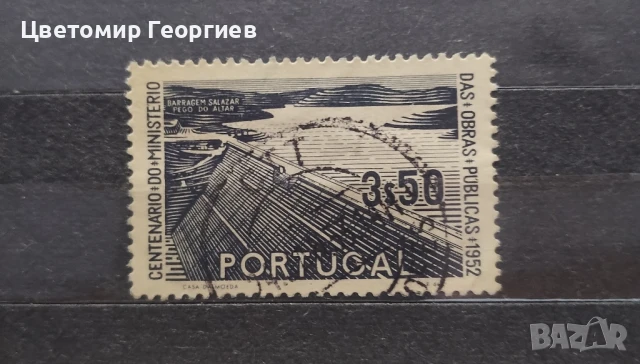 Цветомир Георгиев
BARRAGEM SALAZAR
PEGO DO ALTAR
CENTENARIO DO MINISTERIO
DAS OBRAS PUBLICAS 1952
3$50
PORTUGAL
CASA DA MOEDA
BAZAR